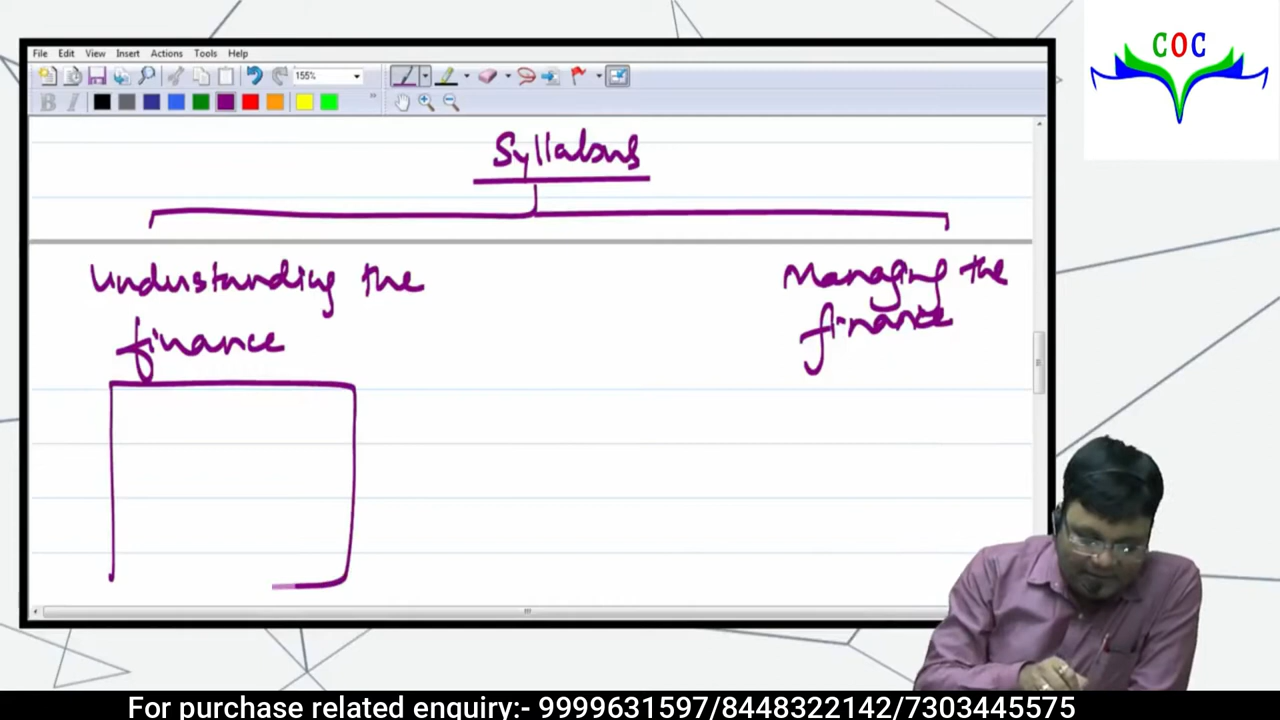 COC
File Edit View Insert Actions Tools Help
155%
B I
Syllabus
Understanding the
finance
Managing the
finance
For purchase related enquiry:- 9999631597/8448322142/7303445575